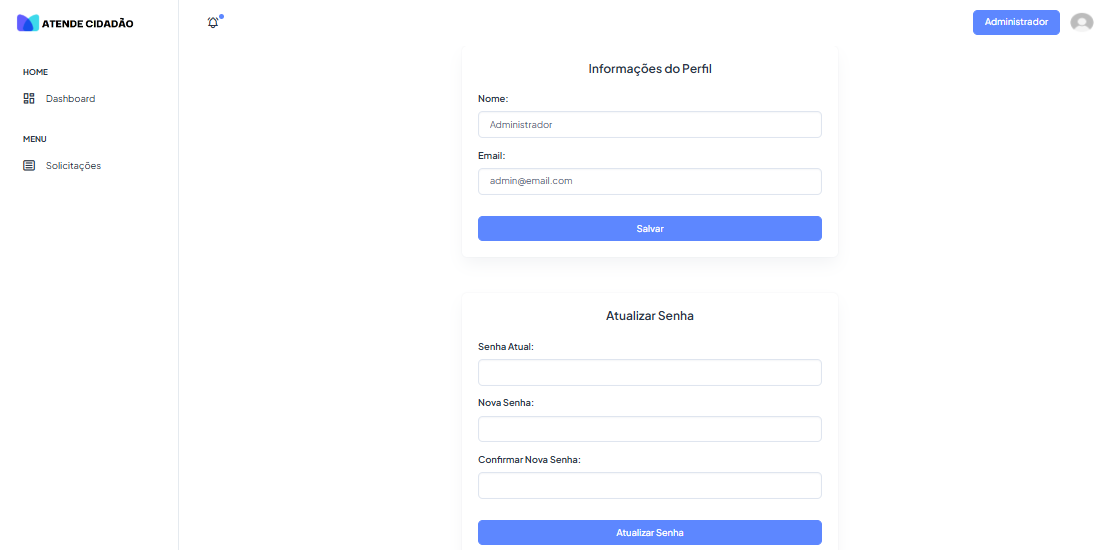 ATENDE CIDADÃO
Administrador
HOME
Dashboard
MENU
Solicitações
Informações do Perfil
Nome:
Administrador
Email:
admin@email.com
Salvar
Atualizar Senha
Senha Atual:
Nova Senha:
Confirmar Nova Senha:
Atualizar Senha